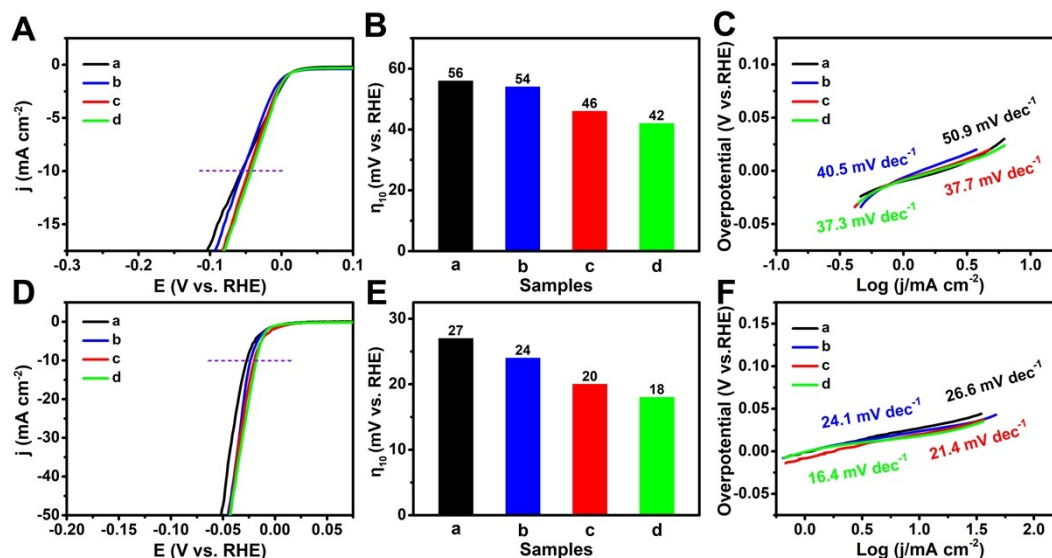 A
a
b
c
d
j (mA cm-2)
0
-5
-10
-15
-0.3
-0.2
-0.1
0.0
0.1
E (V vs. RHE)
B
η10 (mV vs. RHE)
60
40
20
0
56
54
46
42
a
b
c
d
Samples
C
a
b
c
d
Overpotential (V vs.RHE)
0.10
0.05
0.00
-0.05
50.9 mV dec-1
40.5 mV dec-1
37.7 mV dec-1
37.3 mV dec-1
-1.0
-0.5
0.0
0.5
1.0
Log (j/mA cm-2)
D
a
b
c
d
j (mA cm-2)
0
-10
-20
-30
-40
-50
-0.20
-0.15
-0.10
-0.05
0.00
0.05
E (V vs. RHE)
E
η10 (mV vs. RHE)
30
20
10
0
27
24
20
18
a
b
c
d
Samples
F
a
b
c
d
Overpotential (V vs.RHE)
0.15
0.10
0.05
0.00
-0.05
26.6 mV dec-1
24.1 mV dec-1
21.4 mV dec-1
16.4 mV dec-1
0.0
0.5
1.0
1.5
2.0
Log (j/mA cm-2)